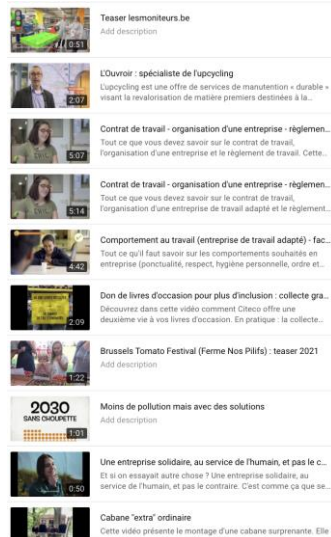 Teaser lesmoniteurs.be
Add description
0:51
L'Ouvroir : spécialiste de l'upcycling
L'upcycling est une offre de services de manutention « durable »
visant la revalorisation de matière premiers destinées à la...
2:07
Contrat de travail - organisation d'une entreprise - règlemen...
Tout ce que vous devez savoir sur le contrat de travail,
l'organisation d'une entreprise et le règlement de travail. Cette...
5:07
Contrat de travail - organisation d'une entreprise - règlemen...
Tout ce que vous devez savoir sur le contrat de travail,
l'organisation d'une entreprise de travail adapté et le règlement...
5:14
Comportement au travail (entreprise de travail adapté) - fac...
Tout ce qu'il faut savoir sur les comportements souhaités en
entreprise (ponctualité, respect, hygiène personnelle, ordre et...
4:42
Don de livres d'occasion pour plus d'inclusion : collecte gra...
Découvrez dans cette vidéo comment Citeco offre une
deuxième vie à vos livres d'occasion. En pratique : la collecte...
2:09
Brussels Tomato Festival (Ferme Nos Pilifs) : teaser 2021
Add description
1:22
2030
SANS CHOUPETTE
1:01
Moins de pollution mais avec des solutions
Add description
Une entreprise solidaire, au service de l'humain, et pas le c...
Et si on essayait autre chose ? Une entreprise solidaire, au
service de l'humain, et pas le contraire. C'est comme ça que se...
0:50
Cabane "extra" ordinaire
Cette vidéo présente le montage d'une cabane surprenante. Elle